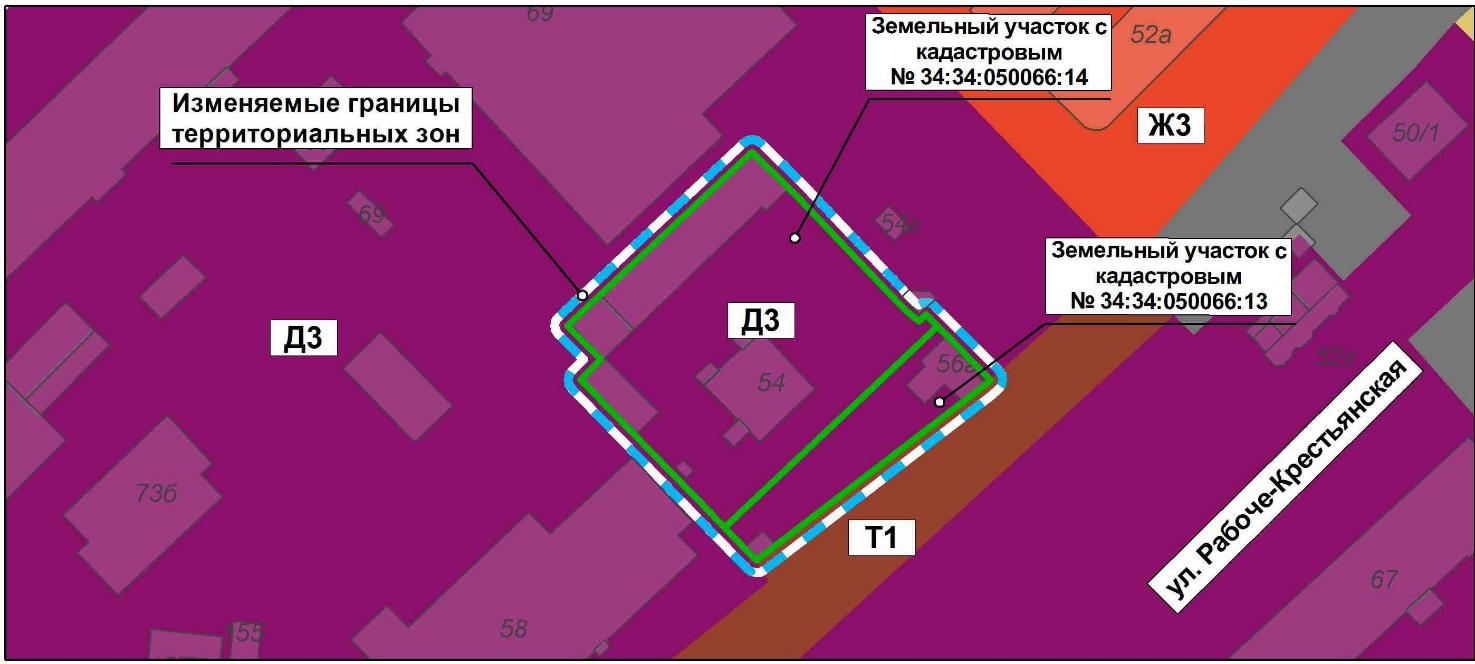 69
Земельный участок с
кадастровым
№ 34:34:050066:14
52а
Изменяемые границы
территориальных зон
Ж3
50/1
69
54а
Земельный участок с
кадастровым
№ 34:34:050066:13
Д3
Д3
54
56а
ул. Рабоче-Крестьянская
73б
Т1
67
58
55